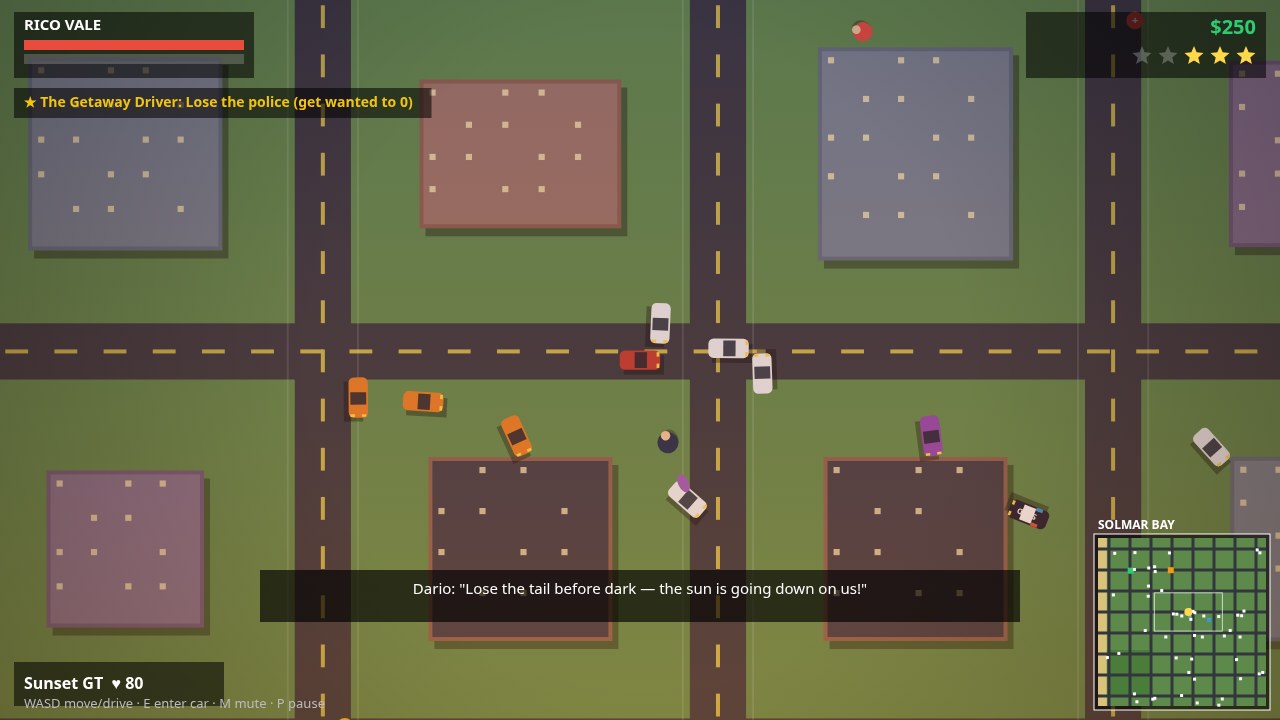 RICO VALE
$250
★ The Getaway Driver: Lose the police (get wanted to 0)
SOLMAR BAY
Dario: "Lose the tail before dark — the sun is going down on us!"
Sunset GT ♥ 80
WASD move/drive · E enter car · M mute · P pause